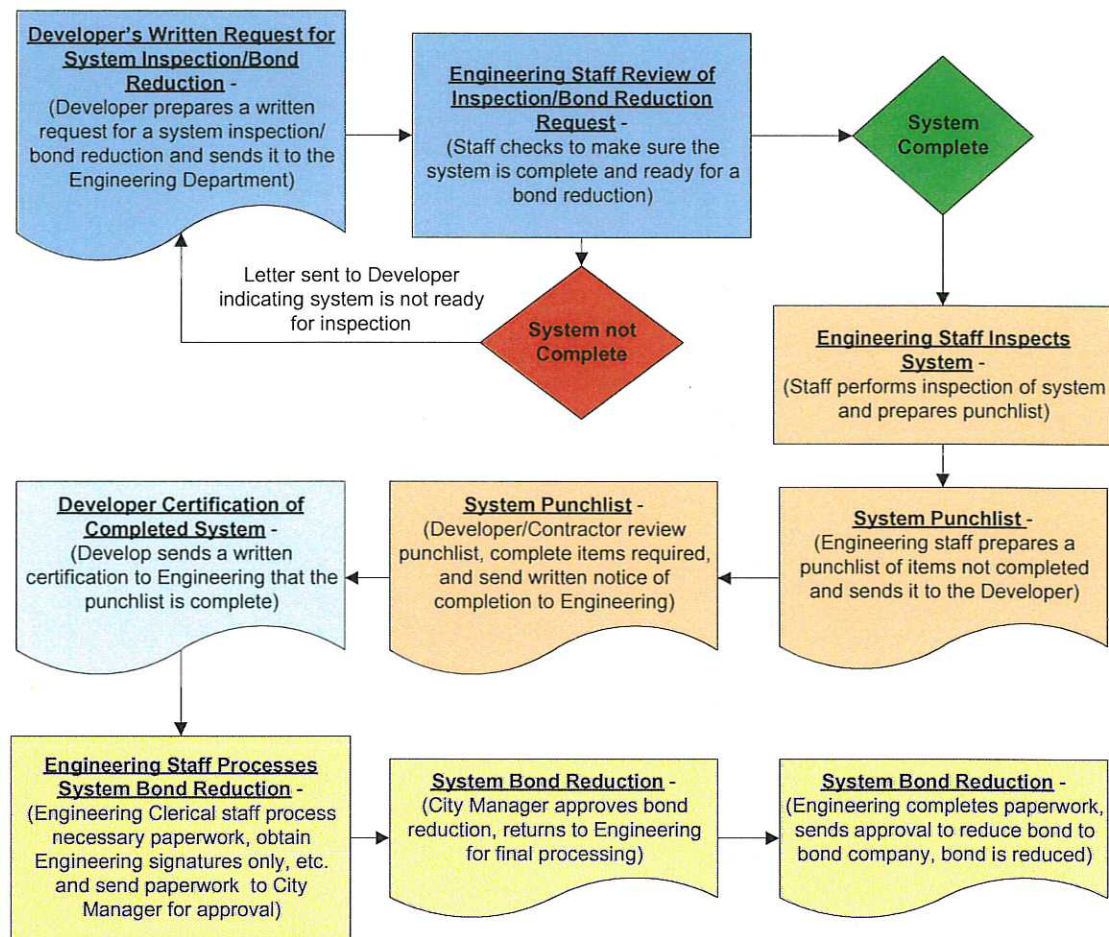 Developer's Written Request for
System Inspection/Bond
Reduction -
(Developer prepares a written
request for a system inspection/
bond reduction and sends it to the
Engineering Department)
Engineering Staff Review of
Inspection/Bond Reduction
Request -
(Staff checks to make sure the
system is complete and ready for a
bond reduction)
System
Complete
Letter sent to Developer
indicating system is not ready
for inspection
System not
Complete
Engineering Staff Inspects
System -
(Staff performs inspection of system
and prepares punchlist)
System Punchlist -
(Engineering staff prepares a
punchlist of items not completed
and sends it to the Developer)
System Punchlist -
(Developer/Contractor review
punchlist, complete items required,
and send written notice of
completion to Engineering)
Developer Certification of
Completed System -
(Develop sends a written
certification to Engineering that the
punchlist is complete)
Engineering Staff Processes
System Bond Reduction -
(Engineering Clerical staff process
necessary paperwork, obtain
Engineering signatures only, etc.
and send paperwork to City
Manager for approval)
System Bond Reduction -
(City Manager approves bond
reduction, returns to Engineering
for final processing)
System Bond Reduction -
(Engineering completes paperwork,
sends approval to reduce bond to
bond company, bond is reduced)